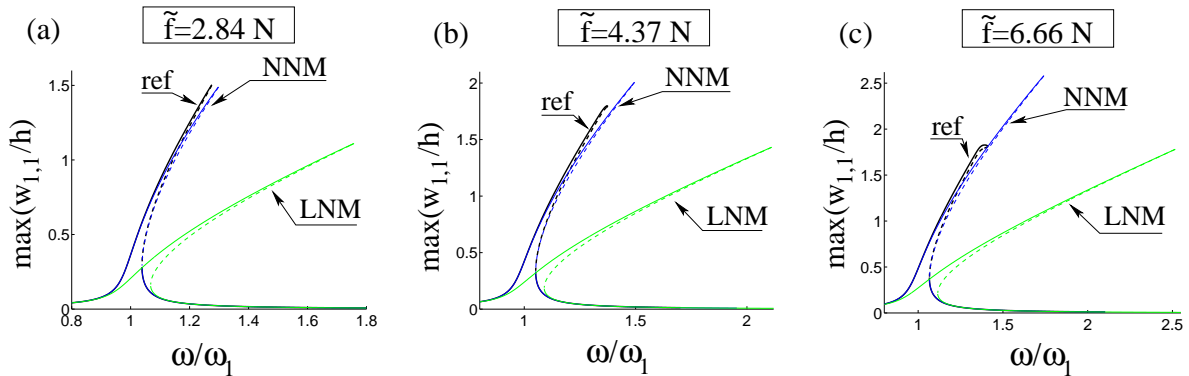 (a) f̃=2.84 N
ref NNM
LNM
max(w1,1/h)
1.5
1
0.5
0
0.8 1 1.2 1.4 1.6 1.8
ω/ω1
(b) f̃=4.37 N
ref NNM
LNM
max(w1,1/h)
2.5
2
1.5
1
0.5
0
1 1.5 2
ω/ω1
(c) f̃=6.66 N
ref NNM
LNM
max(w1,1/h)
2.5
2
1.5
1
0.5
0
1 1.5 2 2.5
ω/ω1